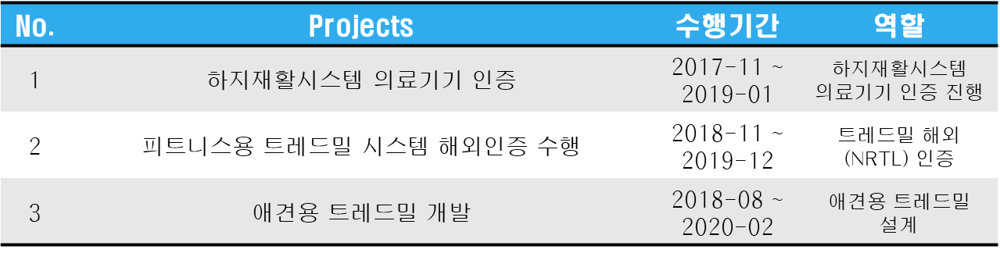 No. Projects 수행기간 역할
1 하지재활시스템 의료기기 인증 2017-11 ~ 2019-01 하지재활시스템 의료기기 인증 진행
2 피트니스용 트레드밀 시스템 해외인증 수행 2018-11 ~ 2019-12 트레드밀 해외 (NRTL) 인증
3 애견용 트레드밀 개발 2018-08 ~ 2020-02 애견용 트레드밀 설계